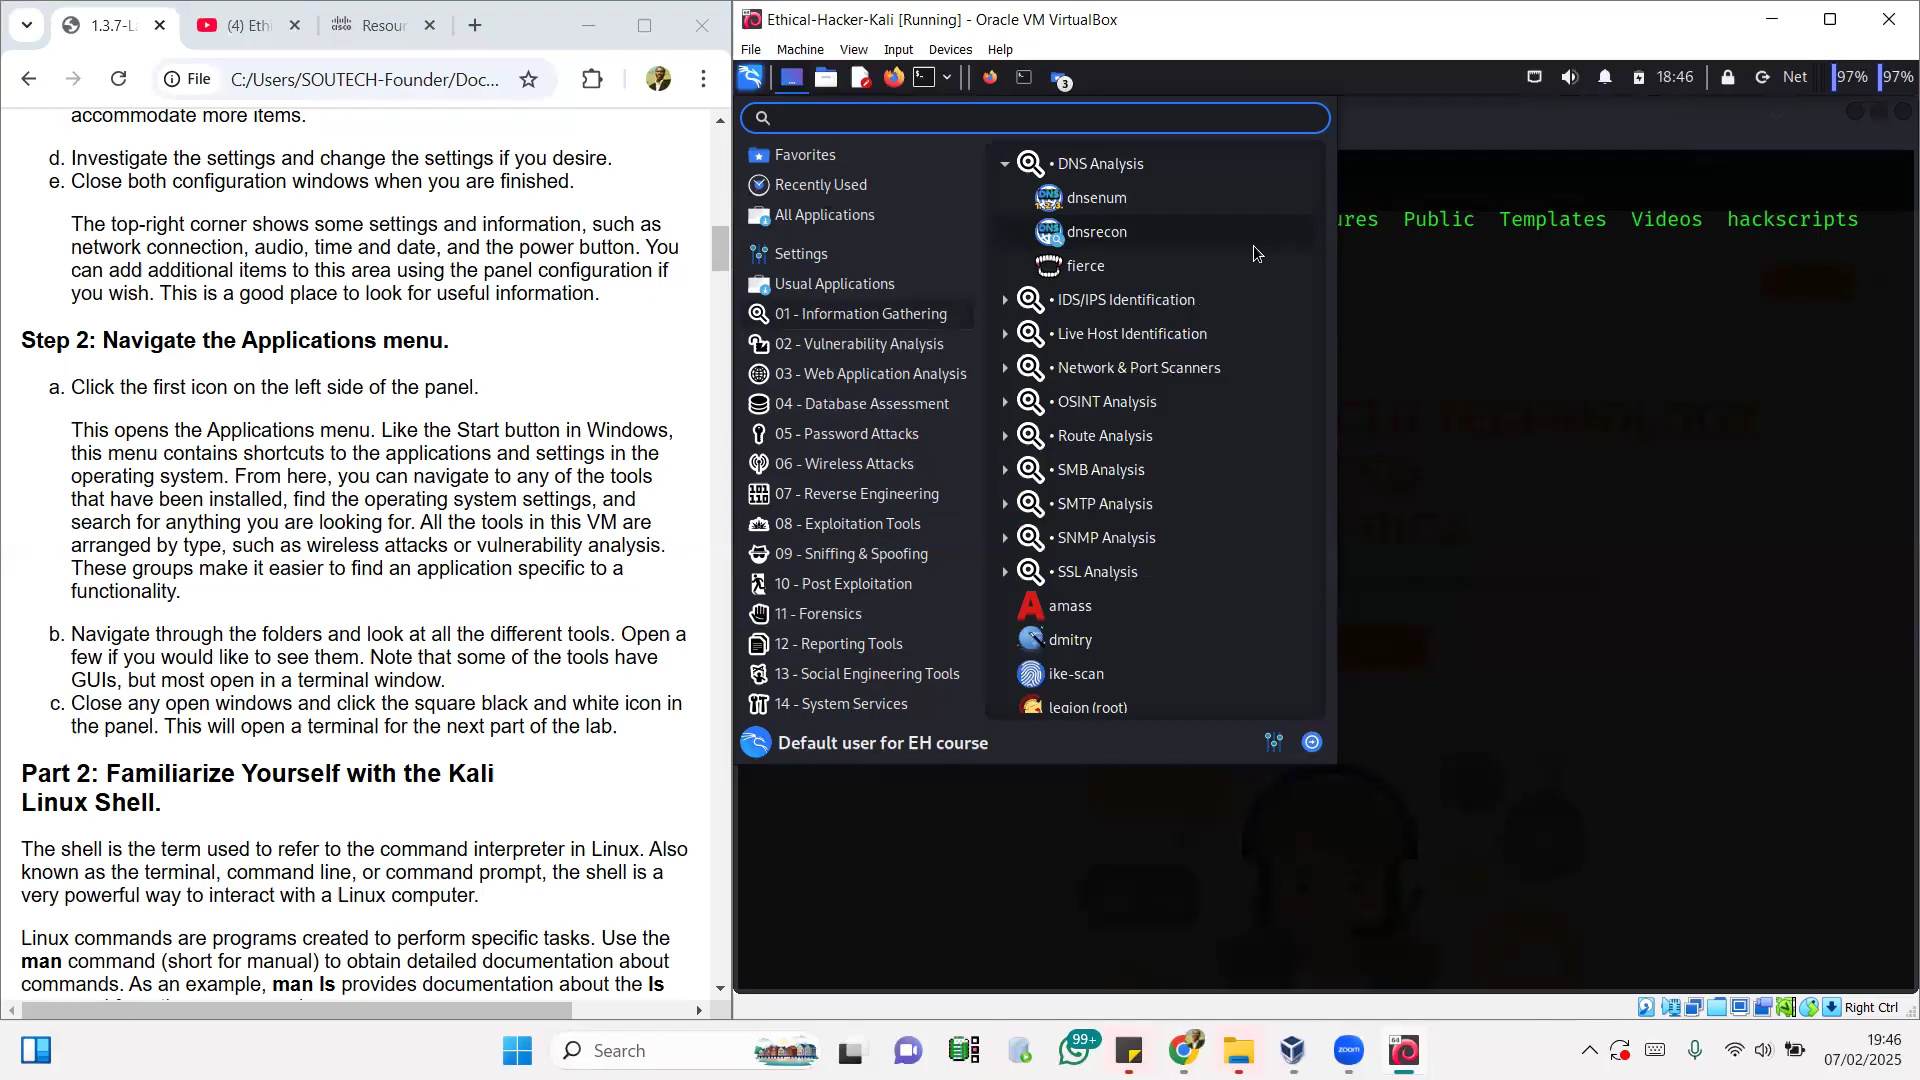 1.3.7-La
(4) Ethi
cisco
Resour
File
C:/Users/SOUTECH-Founder/Doc...
accommodate more items.
d. Investigate the settings and change the settings if you desire.
e. Close both configuration windows when you are finished.
The top-right corner shows some settings and information, such as
network connection, audio, time and date, and the power button. You
can add additional items to this area using the panel configuration if
you wish. This is a good place to look for useful information.
Step 2: Navigate the Applications menu.
a. Click the first icon on the left side of the panel.
This opens the Applications menu. Like the Start button in Windows,
this menu contains shortcuts to the applications and settings in the
operating system. From here, you can navigate to any of the tools
that have been installed, find the operating system settings, and
search for anything you are looking for. All the tools in this VM are
arranged by type, such as wireless attacks or vulnerability analysis.
These groups make it easier to find an application specific to a
functionality.
b. Navigate through the folders and look at all the different tools. Open a
few if you would like to see them. Note that some of the tools have
GUIs, but most open in a terminal window.
c. Close any open windows and click the square black and white icon in
the panel. This will open a terminal for the next part of the lab.
Part 2: Familiarize Yourself with the Kali
Linux Shell.
The shell is the term used to refer to the command interpreter in Linux. Also
known as the terminal, command line, or command prompt, the shell is a
very powerful way to interact with a Linux computer.
Linux commands are programs created to perform specific tasks. Use the
man command (short for manual) to obtain detailed documentation about
commands. As an example, man ls provides documentation about the ls
Ethical-Hacker-Kali [Running] - Oracle VM VirtualBox
File Machine View Input Devices Help
3
18:46
Net
97%
97%
Favorites
Recently Used
All Applications
Settings
Usual Applications
01 - Information Gathering
02 - Vulnerability Analysis
03 - Web Application Analysis
04 - Database Assessment
05 - Password Attacks
06 - Wireless Attacks
07 - Reverse Engineering
08 - Exploitation Tools
09 - Sniffing & Spoofing
10 - Post Exploitation
11 - Forensics
12 - Reporting Tools
13 - Social Engineering Tools
14 - System Services
• DNS Analysis
dnsenum
dnsrecon
fierce
• IDS/IPS Identification
• Live Host Identification
• Network & Port Scanners
• OSINT Analysis
• Route Analysis
• SMB Analysis
• SMTP Analysis
• SNMP Analysis
• SSL Analysis
amass
dmitry
ike-scan
legion (root)
Default user for EH course
ures Public Templates Videos hackscripts
Right Ctrl
Search
99+
zoom
64
19:46
07/02/2025